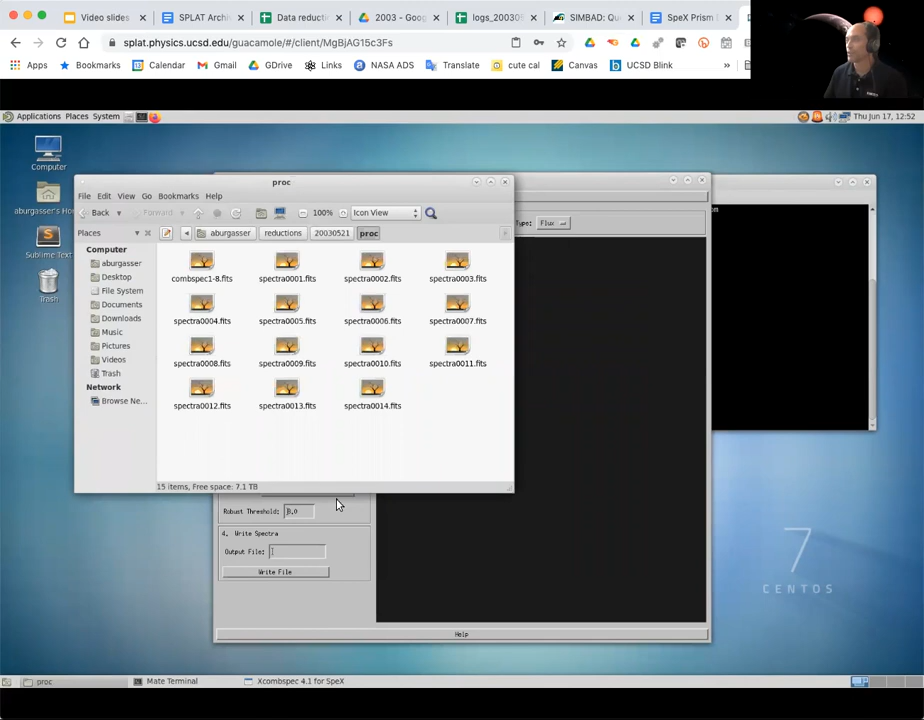 Video slides
SPLAT Archi
Data reduct
2003 - Goo
logs_20030
SIMBAD: Qu
SpeX Prism
splat.physics.ucsd.edu/guacamole/#/client/MgBjAG15c3Fs
Apps
Bookmarks
Calendar
Gmail
GDrive
Links
NASA ADS
Translate
cute cal
Canvas
UCSD Blink
»
Applications Places System
Thu Jun 17, 12:52
Computer
aburgasser's Ho
Sublime Text
Trash
proc
File Edit View Go Bookmarks Help
Back
Forward
100%
Icon View
Places
aburgasser
reductions
20030521
proc
Type:
Flux
Computer
aburgasser
Desktop
File System
Documents
Downloads
Music
Pictures
Videos
Trash
Network
Browse Ne...
combspec1-8.fits
spectra0001.fits
spectra0002.fits
spectra0003.fits
spectra0004.fits
spectra0005.fits
spectra0006.fits
spectra0007.fits
spectra0008.fits
spectra0009.fits
spectra0010.fits
spectra0011.fits
spectra0012.fits
spectra0013.fits
spectra0014.fits
15 items, Free space: 7.1 TB
Robust Threshold: 8.0
4. Write Spectra
Output File:
Write File
Help
7
CENTOS
proc
Mate Terminal
Xcombspec 4.1 for SpeX